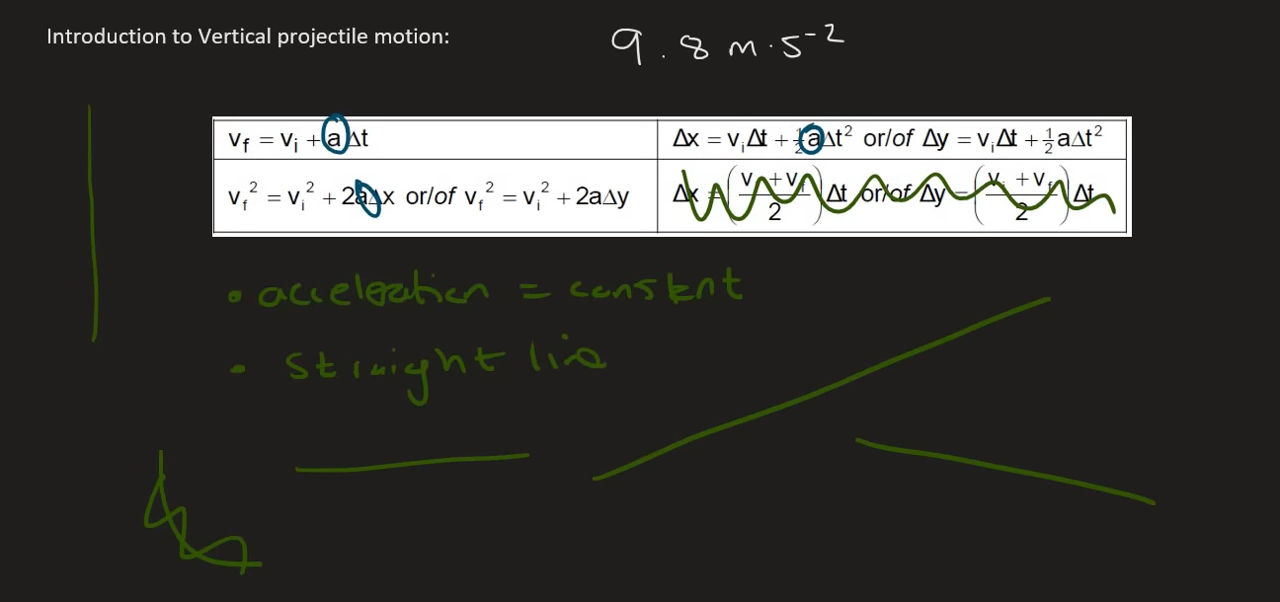 Introduction to Vertical projectile motion:
9.8 m·s⁻²
v_f = v_i + aΔt
Δx = v_iΔt + ½aΔt² or/of Δy = v_iΔt + ½aΔt²
v_f² = v_i² + 2aΔx or/of v_f² = v_i² + 2aΔy
Δx = (v_i + v_f / 2) Δt or/of Δy = (v_i + v_f / 2) Δt
• acceleration = constant
• straight line